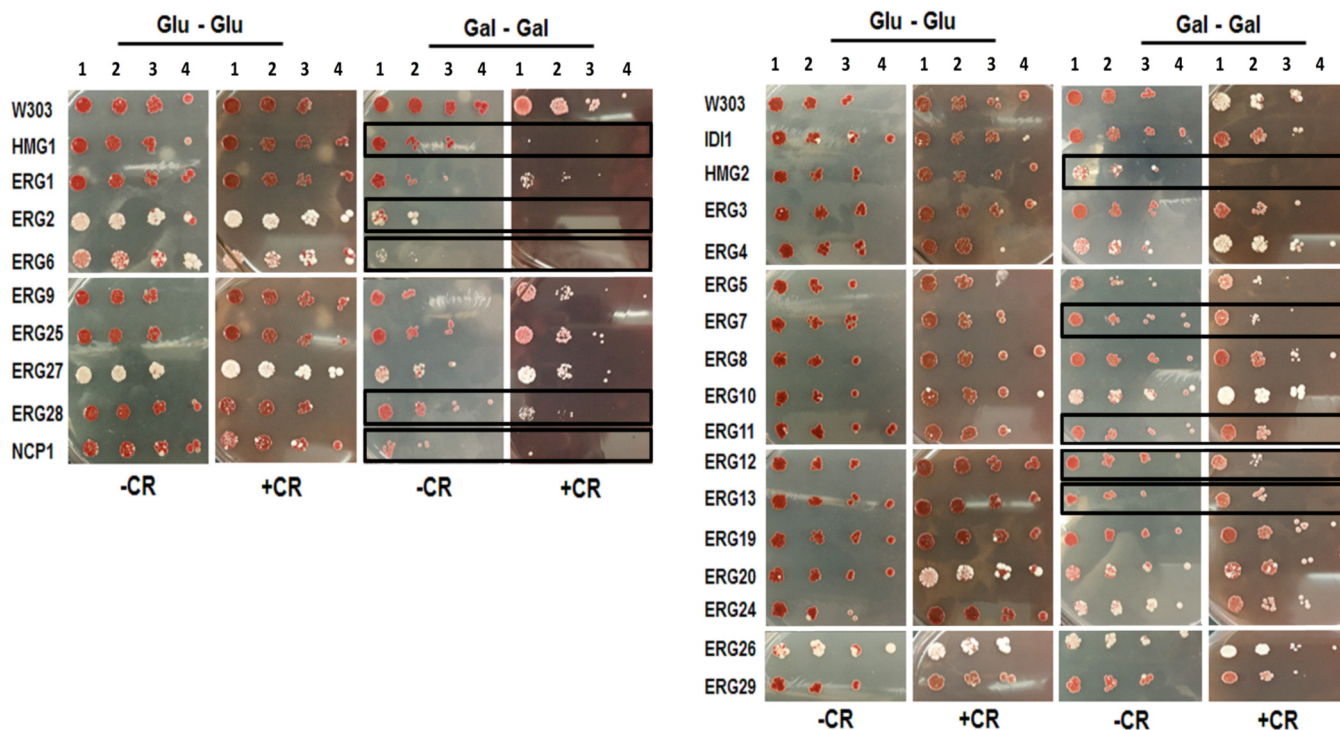 Glu - Glu
Gal - Gal
1 2 3 4 1 2 3 4 1 2 3 4 1 4
W303
HMG1
ERG1
ERG2
ERG6
ERG9
ERG25
ERG27
ERG28
NCP1
-CR +CR -CR +CR
Glu - Glu
Gal - Gal
1 2 3 4 1 2 3 4 1 2 3 4 1 2 3 4
W303
IDI1
HMG2
ERG3
ERG4
ERG5
ERG7
ERG8
ERG10
ERG11
ERG12
ERG13
ERG19
ERG20
ERG24
ERG26
ERG29
-CR +CR -CR +CR